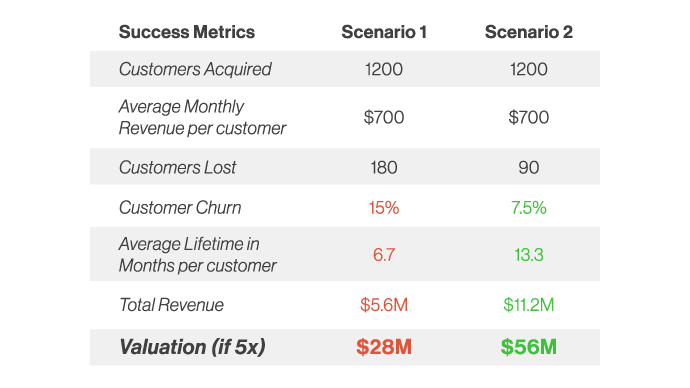 Success Metrics Scenario 1 Scenario 2
Customers Acquired 1200 1200
Average Monthly
Revenue per customer $700 $700
Customers Lost 180 90
Customer Churn 15% 7.5%
Average Lifetime in
Months per customer 6.7 13.3
Total Revenue $5.6M $11.2M
Valuation (if 5x) $28M $56M